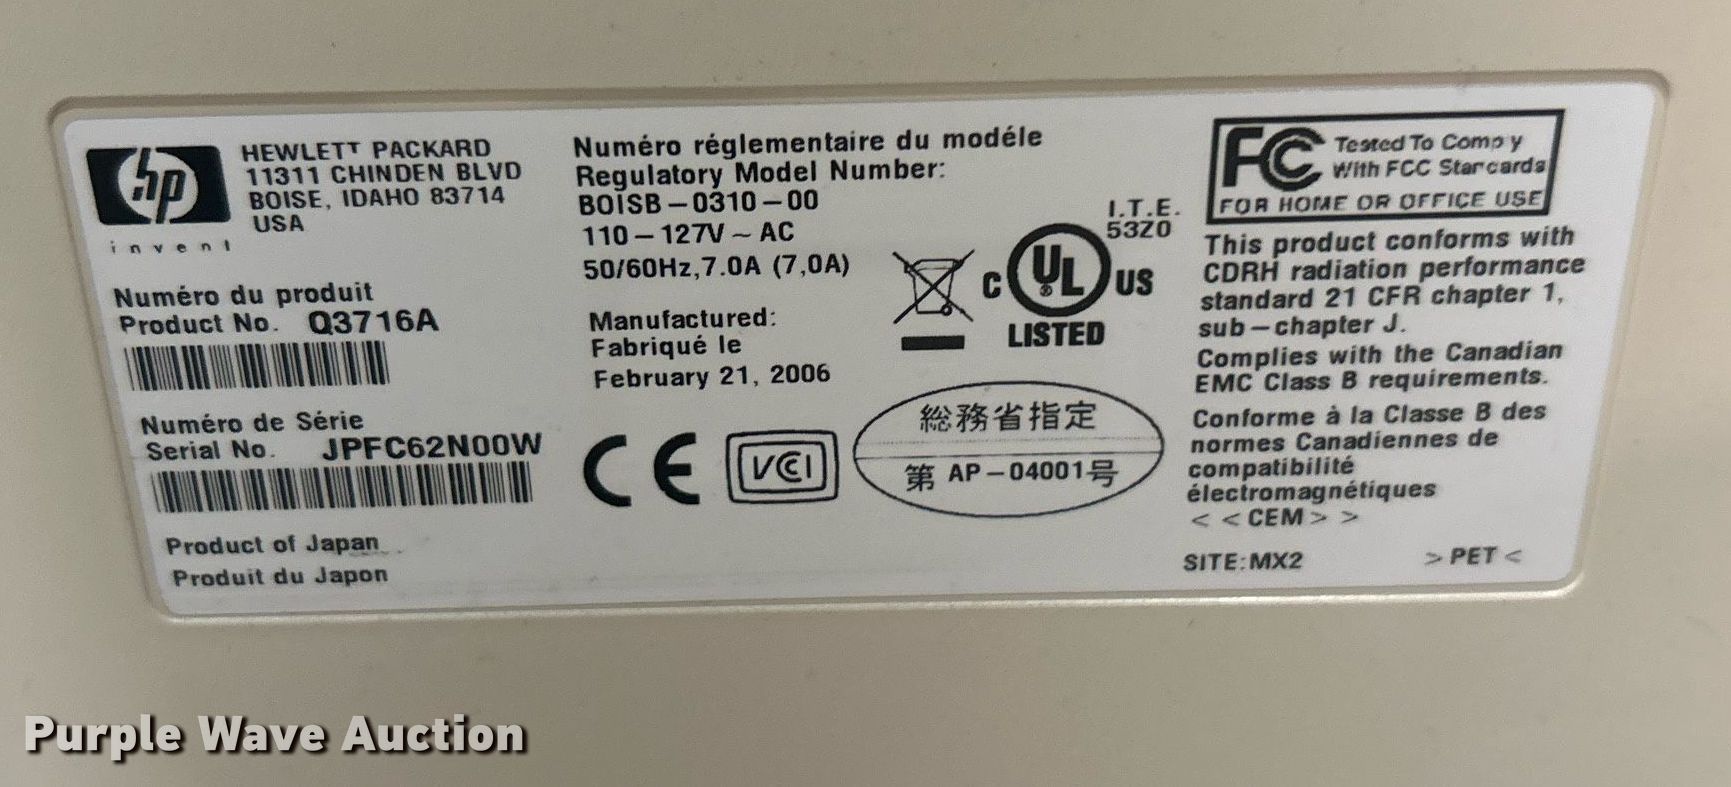 hp
invent
HEWLETT PACKARD
11311 CHINDEN BLVD
BOISE, IDAHO 83714
USA
Numéro du produit
Product No. Q3716A
Numéro de Série
Serial No. JPFC62N00W
Product of Japan
Produit du Japon
Numéro réglementaire du modéle
Regulatory Model Number:
BOISB-0310-00
110-127V ~ AC
50/60Hz,7.0A (7,0A)
Manufactured:
Fabriqué le
February 21, 2006
I.T.E.
53Z0
C UL US
®
LISTED
CE
VCI
総務省指定
第 AP-04001号
FC Tested To Comply
With FCC Standards
FOR HOME OR OFFICE USE
This product conforms with
CDRH radiation performance
standard 21 CFR chapter 1,
sub-chapter J.
Complies with the Canadian
EMC Class B requirements.
Conforme à la Classe B des
normes Canadiennes de
compatibilité
électromagnétiques
< < CEM > >
SITE:MX2 > PET <
Purple Wave Auction